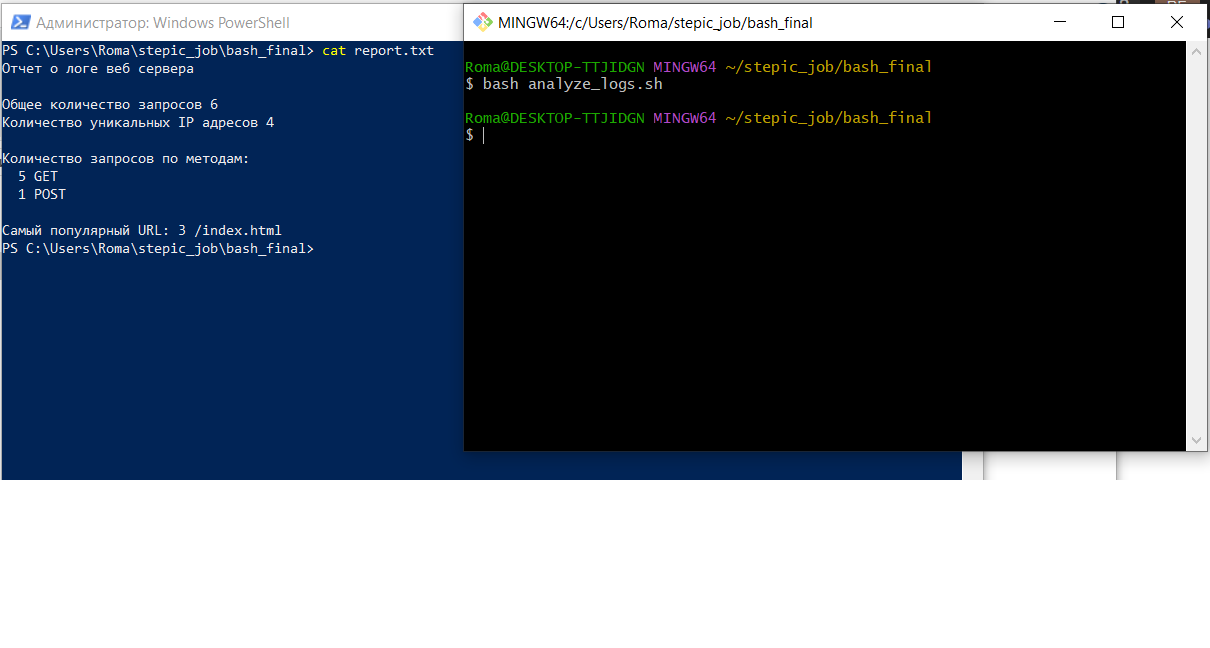 Администратор: Windows PowerShell
PS C:\Users\Roma\stepic_job\bash_final> cat report.txt
Отчет о логе веб сервера
Общее количество запросов 6
Количество уникальных IP адресов 4
Количество запросов по методам:
5 GET
1 POST
Самый популярный URL: 3 /index.html
PS C:\Users\Roma\stepic_job\bash_final>
MINGW64:/c/Users/Roma/stepic_job/bash_final
Roma@DESKTOP-TTJIDGN MINGW64 ~/stepic_job/bash_final
$ bash analyze_logs.sh
Roma@DESKTOP-TTJIDGN MINGW64 ~/stepic_job/bash_final
$